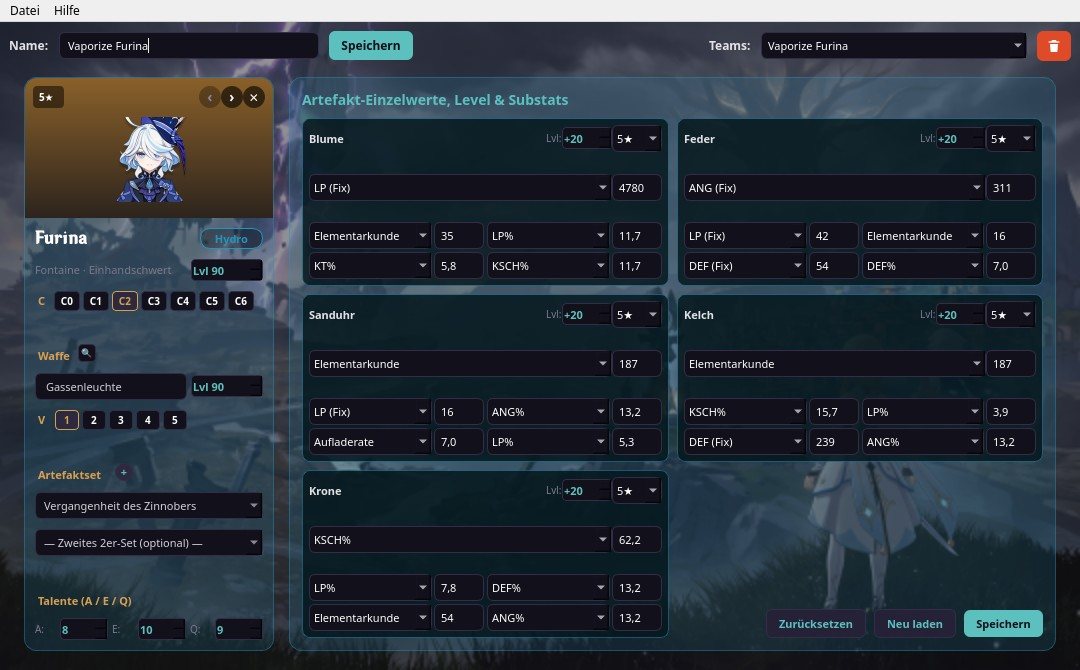 Datei Hilfe
Name: Vaporize Furina Speichern Teams: Vaporize Furina
5★ ‹ › ✕
Furina Hydro
Fontaine · Einhandschwert Lvl 90
C C0 C1 C2 C3 C4 C5 C6
Waffe
Gassenleuchte Lvl 90
V 1 2 3 4 5
Artefaktset +
Vergangenheit des Zinnobers
— Zweites 2er-Set (optional) —
Talente (A / E / Q)
A: 8 E: 10 Q: 9
Artefakt-Einzelwerte, Level & Substats
Blume Lvl: +20 5★
LP (Fix) 4780
Elementarkunde 35 LP% 11,7
KT% 5,8 KSCH% 11,7
Feder Lvl: +20 5★
ANG (Fix) 311
LP (Fix) 42 Elementarkunde 16
DEF (Fix) 54 DEF% 7,0
Sanduhr Lvl: +20 5★
Elementarkunde 187
LP (Fix) 16 ANG% 13,2
Aufladerate 7,0 LP% 5,3
Kelch Lvl: +20 5★
Elementarkunde 187
KSCH% 15,7 LP% 3,9
DEF (Fix) 239 ANG% 13,2
Krone Lvl: +20 5★
KSCH% 62,2
LP% 7,8 DEF% 13,2
Elementarkunde 54 ANG% 13,2
Zurücksetzen Neu laden Speichern